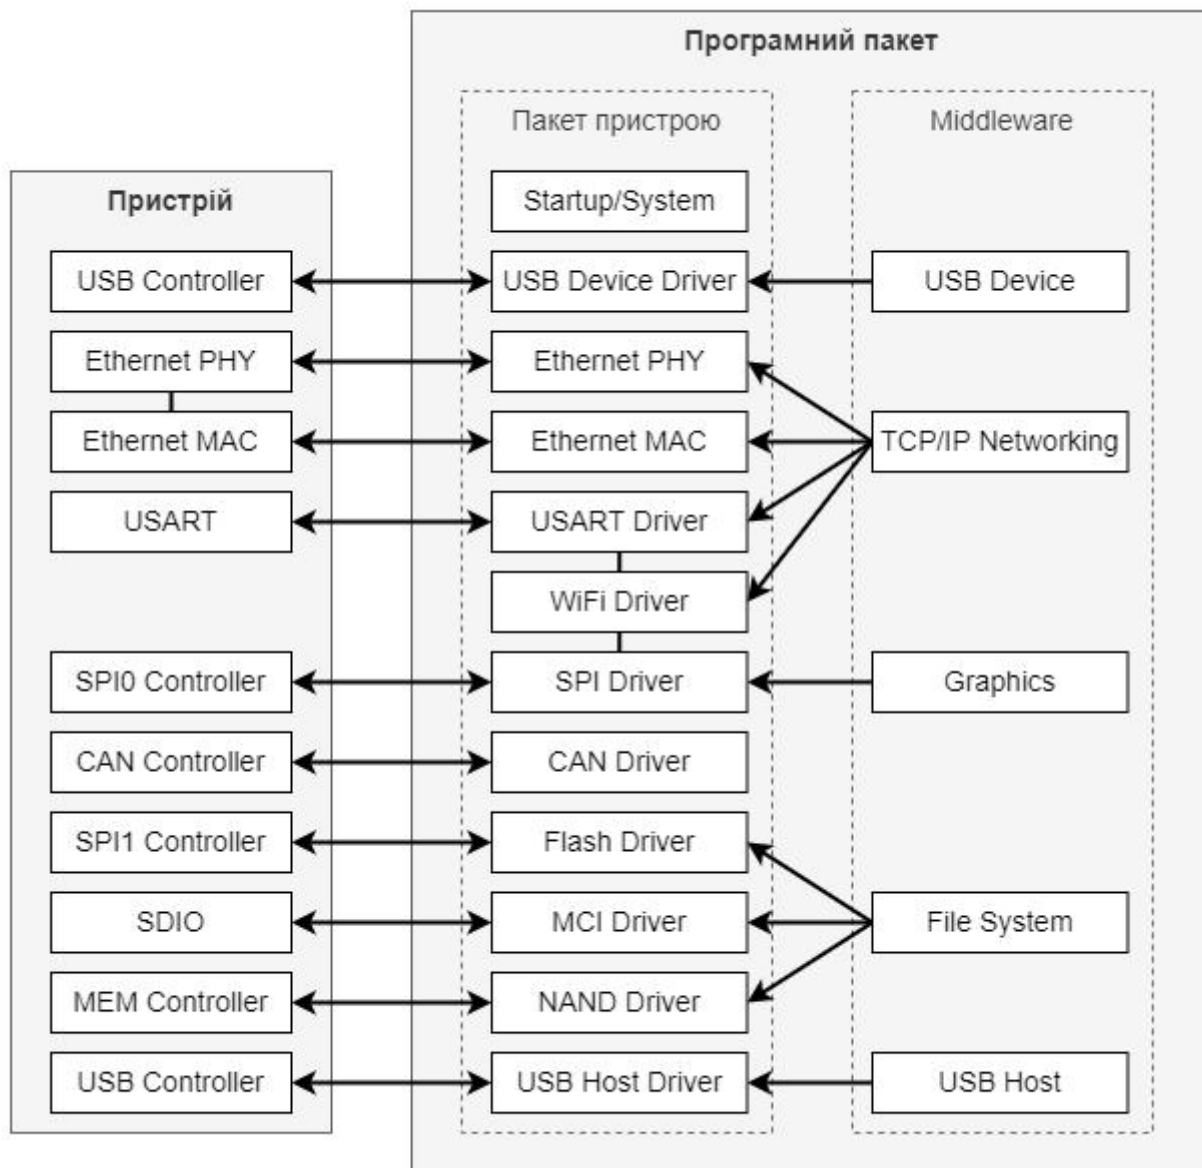 Програмний пакет
Пакет пристрою
Middleware
Пристрій
Startup/System
USB Controller
USB Device Driver
USB Device
Ethernet PHY
Ethernet PHY
Ethernet MAC
Ethernet MAC
TCP/IP Networking
USART
USART Driver
WiFi Driver
SPI0 Controller
SPI Driver
Graphics
CAN Controller
CAN Driver
SPI1 Controller
Flash Driver
SDIO
MCI Driver
File System
MEM Controller
NAND Driver
USB Controller
USB Host Driver
USB Host